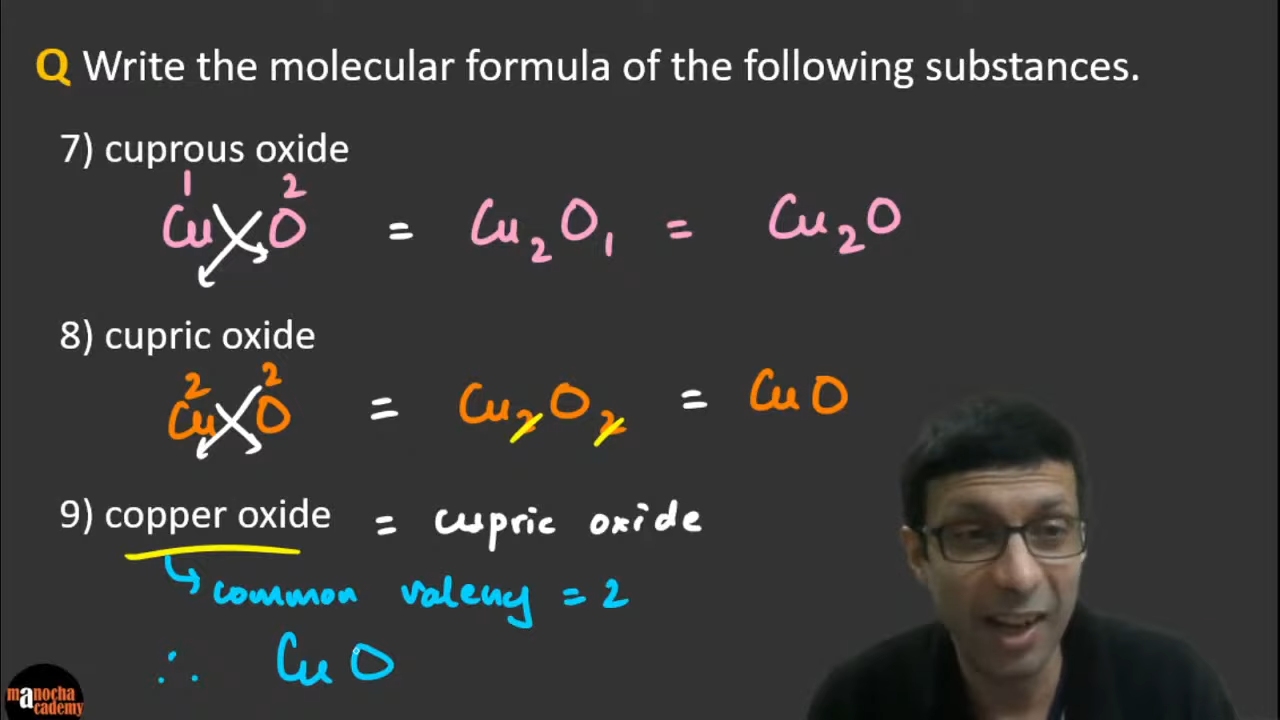 Q Write the molecular formula of the following substances.
7) cuprous oxide
1 2
Cu O = Cu₂O₁ = Cu₂O
8) cupric oxide
2 2
Cu O = Cu₂O₂ = CuO
9) copper oxide = cupric oxide
common valeny = 2
∴ CuO
manocha
academy